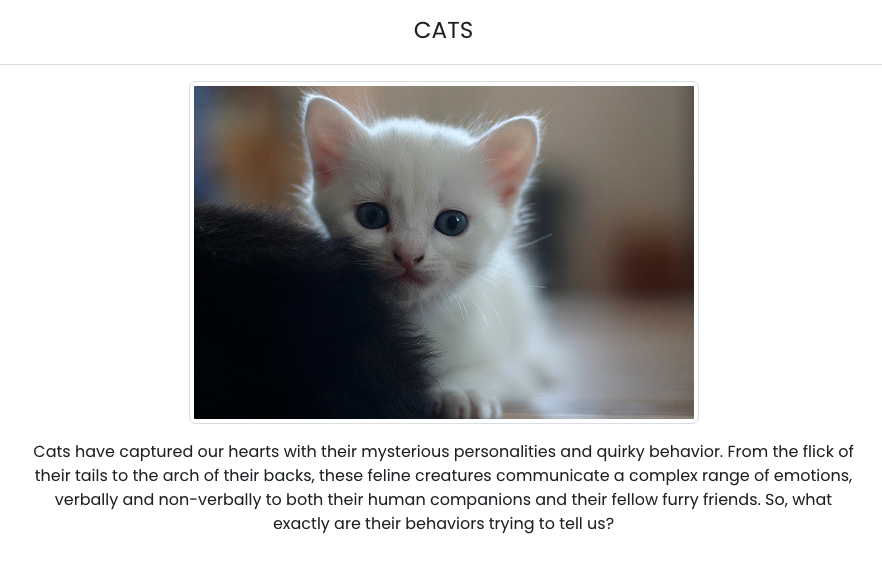 CATS
Cats have captured our hearts with their mysterious personalities and quirky behavior. From the flick of
their tails to the arch of their backs, these feline creatures communicate a complex range of emotions,
verbally and non-verbally to both their human companions and their fellow furry friends. So, what
exactly are their behaviors trying to tell us?